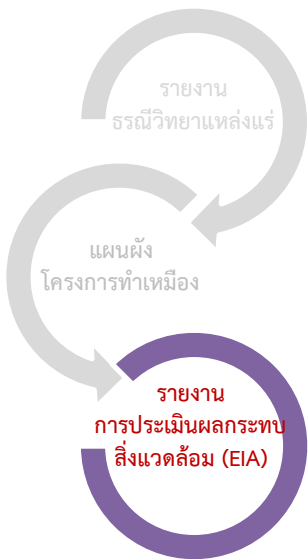 รายงาน
ธรณีวิทยาแหล่งแร่
แผนผัง
โครงการทำเหมือง
รายงาน
การประเมินผลกระทบ
สิ่งแวดล้อม (EIA)